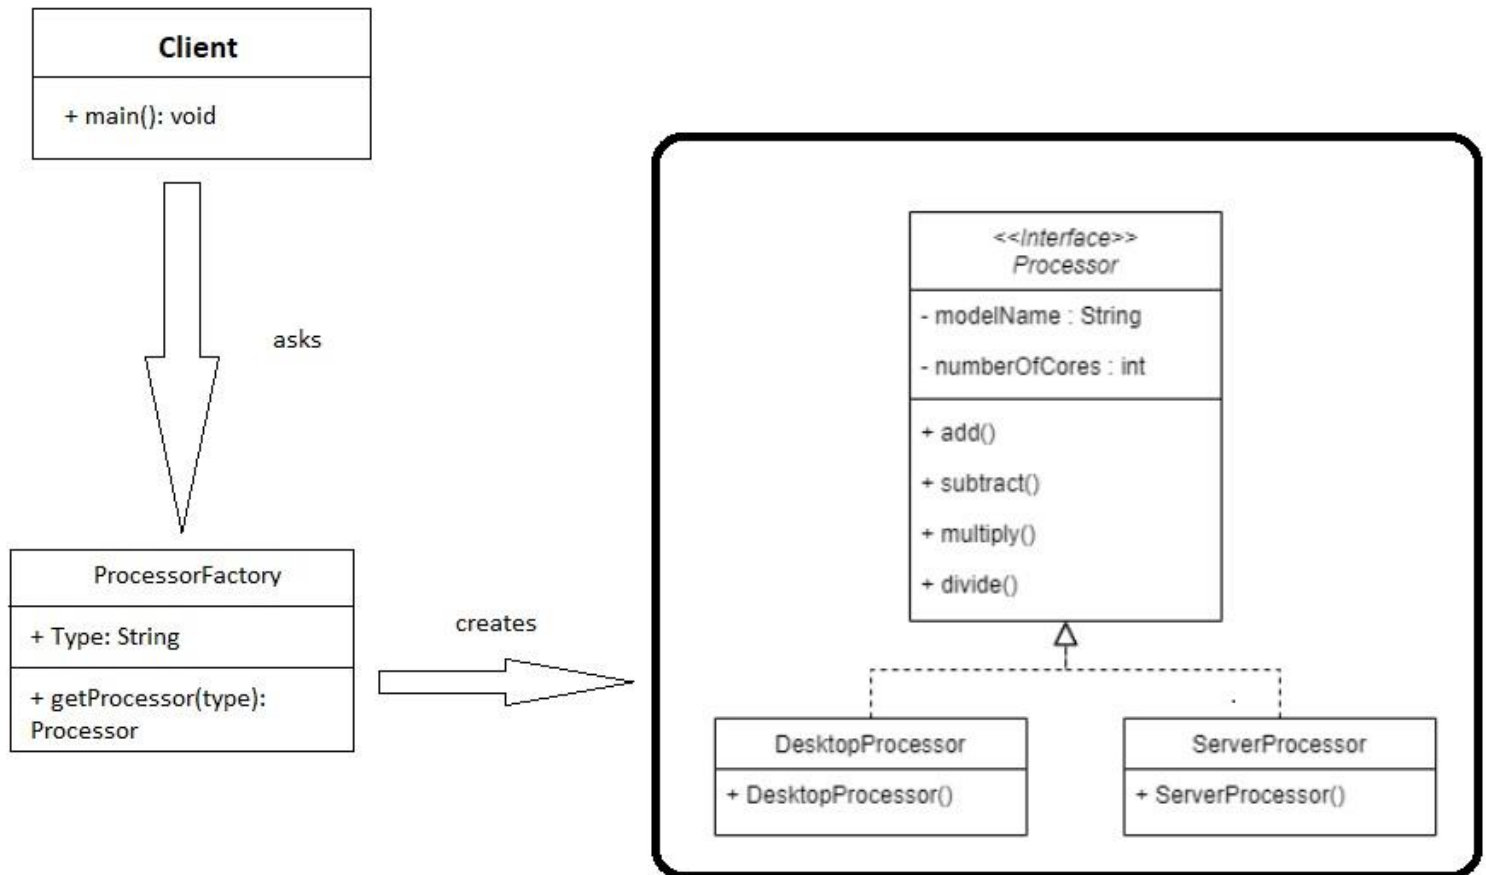 Client
+ main(): void
asks
ProcessorFactory
+ Type: String
+ getProcessor(type):
Processor
creates
<<Interface>>
Processor
- modelName : String
- numberOfCores : int
+ add()
+ subtract()
+ multiply()
+ divide()
DesktopProcessor
+ DesktopProcessor()
ServerProcessor
+ ServerProcessor()